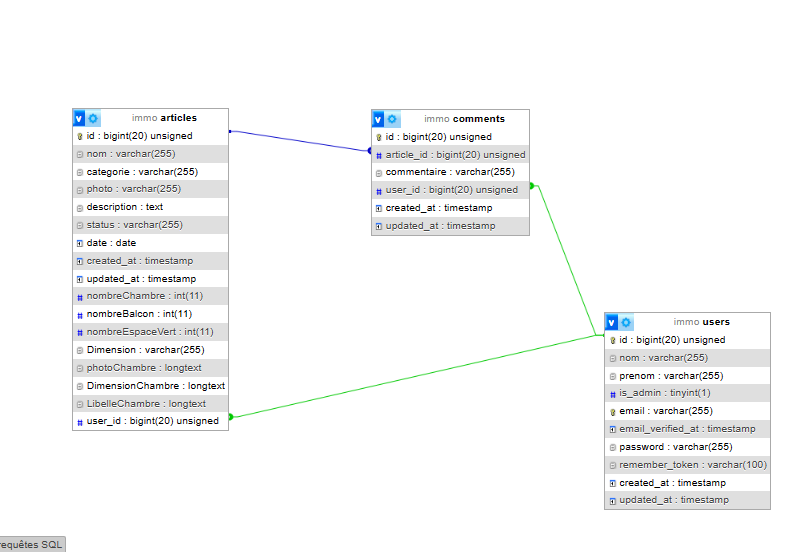 immo articles
id : bigint(20) unsigned
nom : varchar(255)
categorie : varchar(255)
photo : varchar(255)
description : text
status : varchar(255)
date : date
created_at : timestamp
updated_at : timestamp
nombreChambre : int(11)
nombreBalcon : int(11)
nombreEspaceVert : int(11)
Dimension : varchar(255)
photoChambre : longtext
DimensionChambre : longtext
LibelleChambre : longtext
user_id : bigint(20) unsigned
immo comments
id : bigint(20) unsigned
article_id : bigint(20) unsigned
commentaire : varchar(255)
user_id : bigint(20) unsigned
created_at : timestamp
updated_at : timestamp
immo users
id : bigint(20) unsigned
nom : varchar(255)
prenom : varchar(255)
is_admin : tinyint(1)
email : varchar(255)
email_verified_at : timestamp
password : varchar(255)
remember_token : varchar(100)
created_at : timestamp
updated_at : timestamp
requêtes SQL